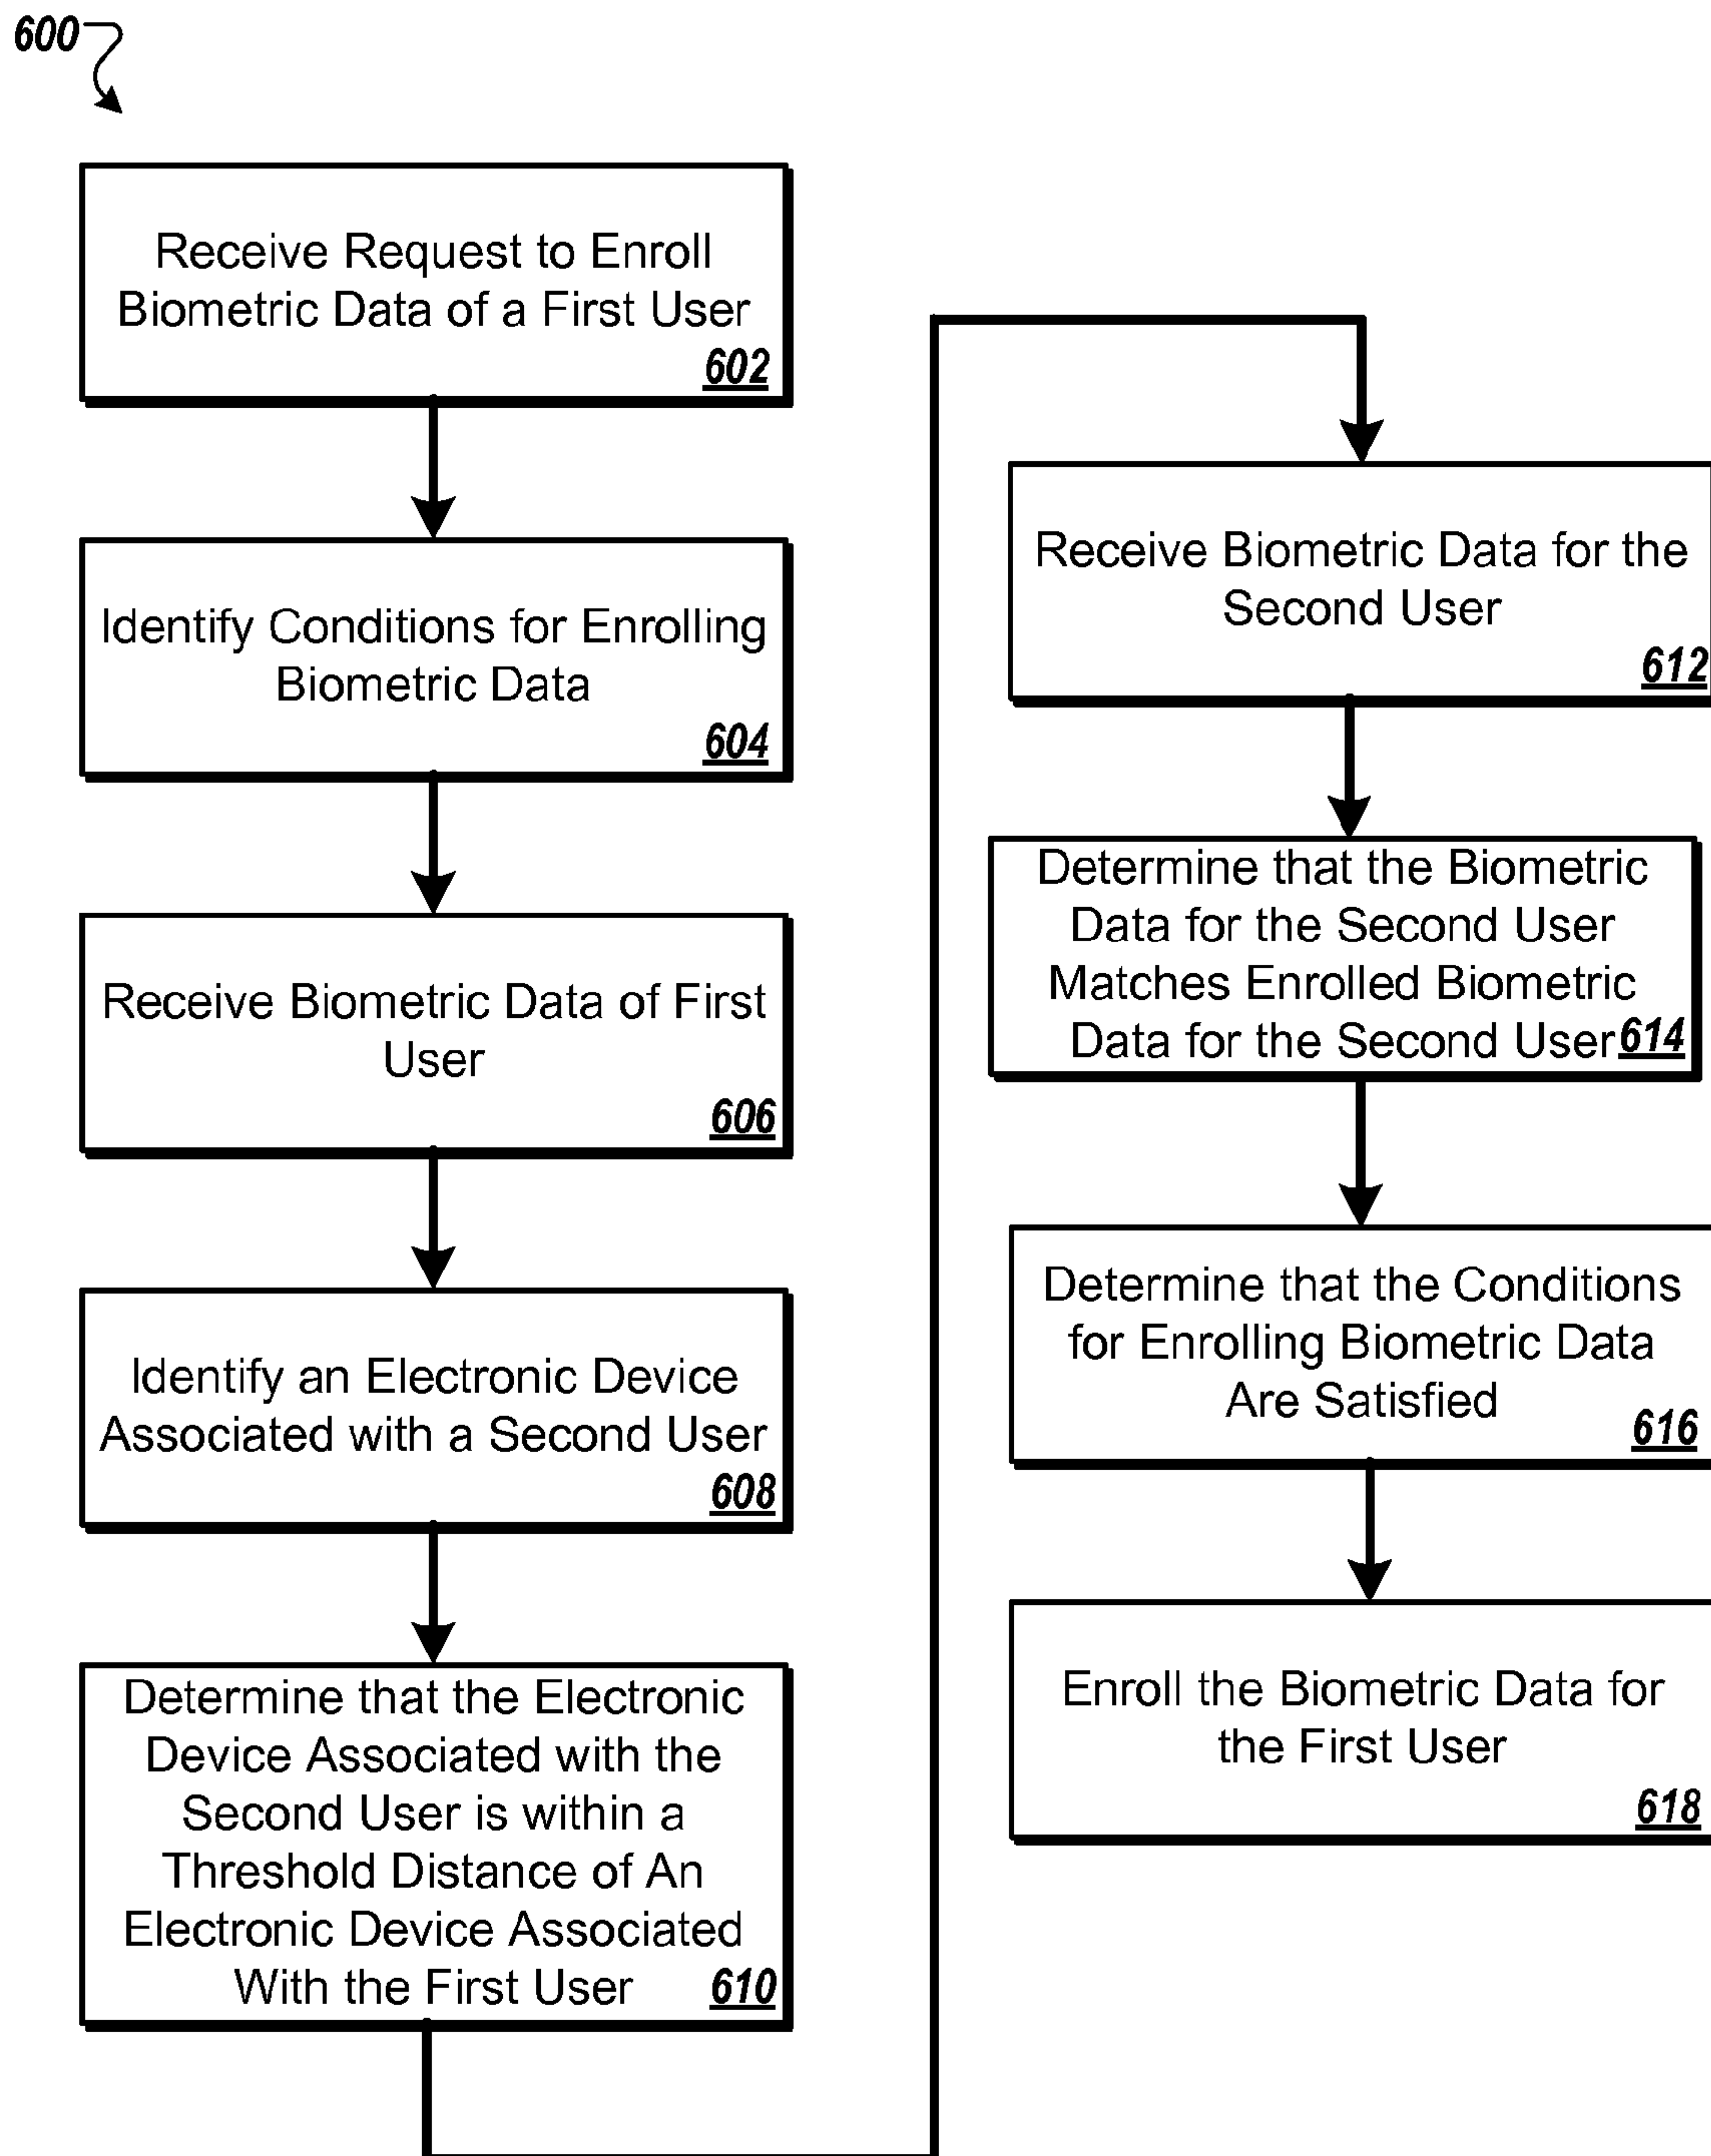 600
Receive Request to Enroll
Biometric Data of a First User
602
Identify Conditions for Enrolling
Biometric Data
604
Receive Biometric Data of First
User
606
Identify an Electronic Device
Associated with a Second User
608
Determine that the Electronic
Device Associated with the
Second User is within a
Threshold Distance of An
Electronic Device Associated
With the First User 610
Receive Biometric Data for the
Second User
612
Determine that the Biometric
Data for the Second User
Matches Enrolled Biometric
Data for the Second User 614
Determine that the Conditions
for Enrolling Biometric Data
Are Satisfied
616
Enroll the Biometric Data for
the First User
618